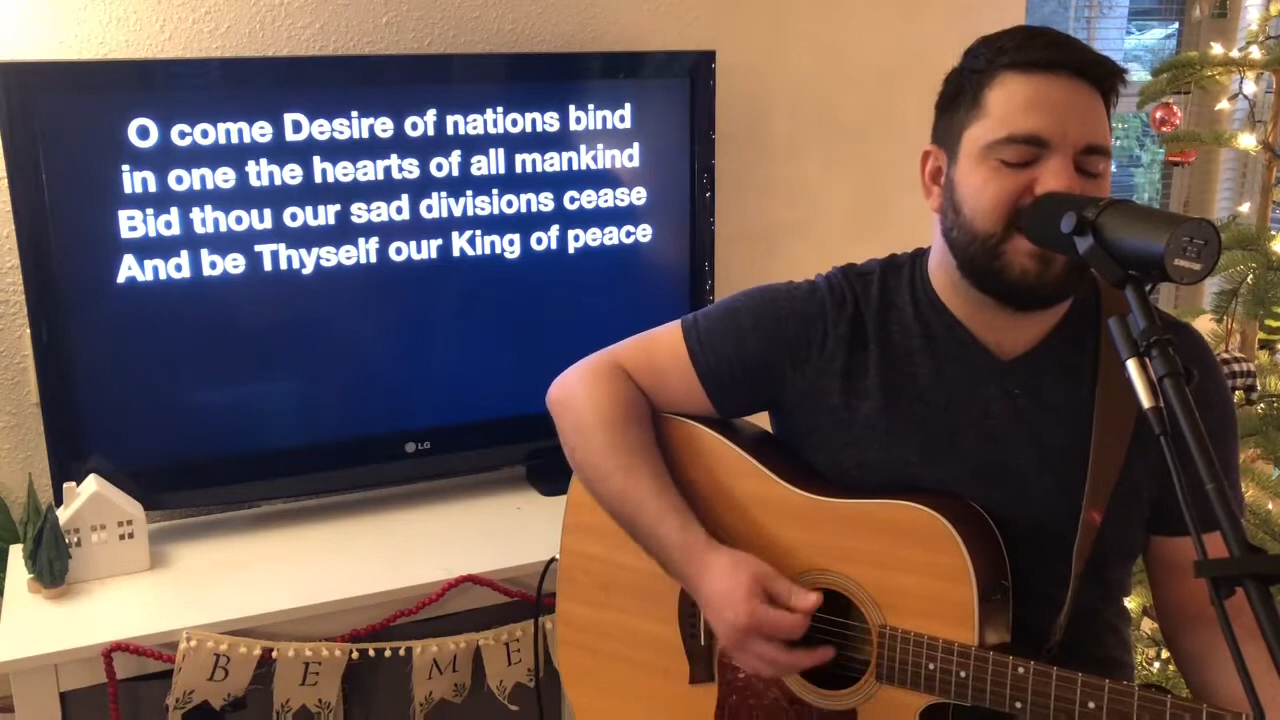 O come Desire of nations bind
in one the hearts of all mankind
Bid thou our sad divisions cease
And be Thyself our King of peace
LG
SHURE
B E M E